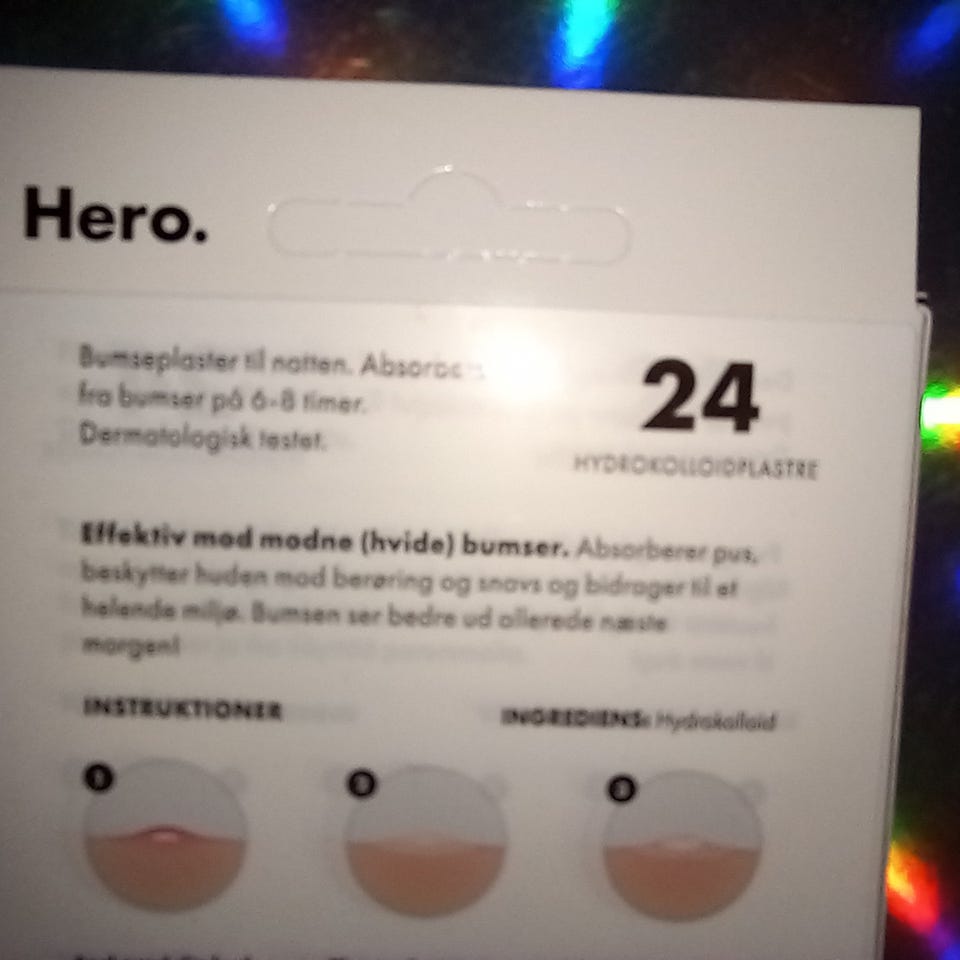 Hero.
Bumseplaster til natten.
fra bumser på 6-8 timer.
Dermatologisk testet.
24
HYDROKOLLOIDPLASTRE
Effektiv mod modne (hvide) bumser. Absorberer pus,
beskytter huden mod berøring og snavs og bidrager til et
helende miljø. Bumsen ser bedre ud allerede næste
morgen!
INSTRUKTIONER
INGREDIENS: Hydrokolloid